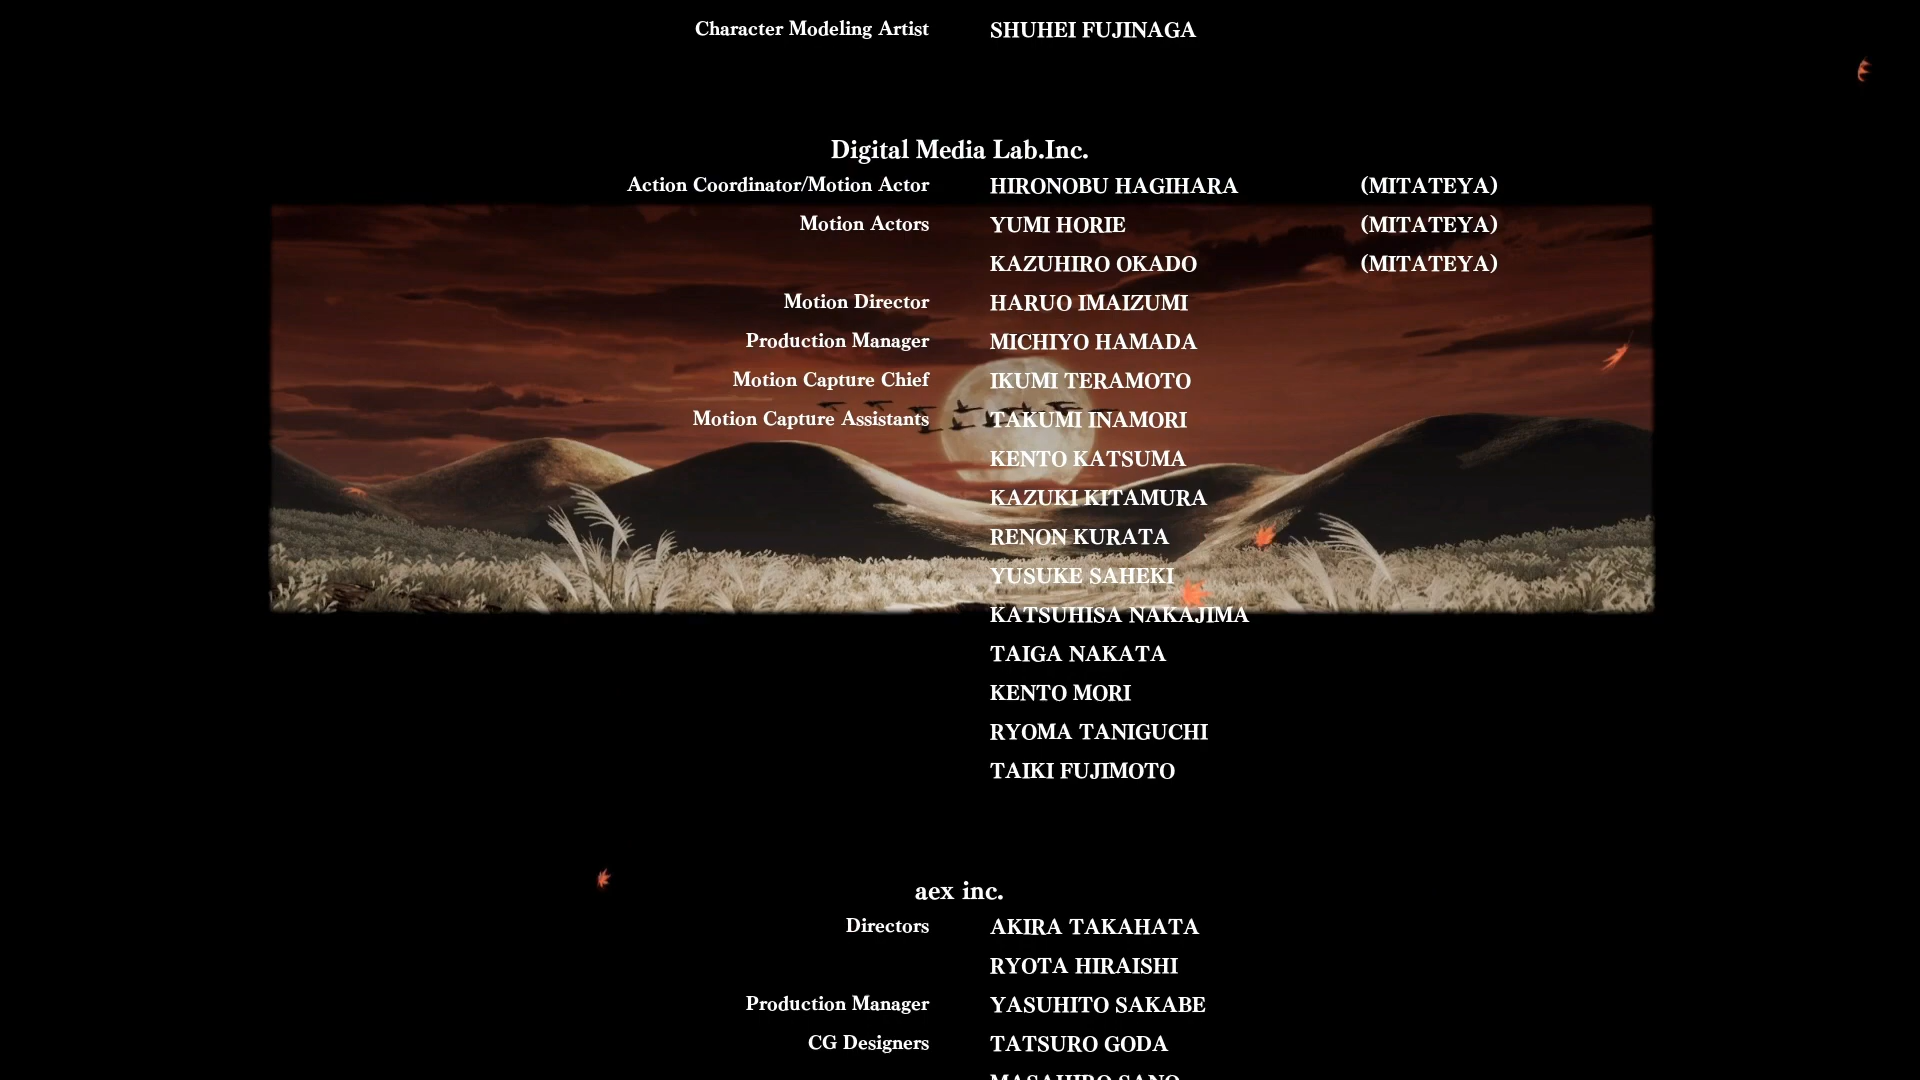 Character Modeling Artist SHUHEI FUJINAGA
Digital Media Lab.Inc.
Action Coordinator/Motion Actor HIRONOBU HAGIHARA (MITATEYA)
Motion Actors YUMI HORIE (MITATEYA)
KAZUHIRO OKADO (MITATEYA)
Motion Director HARUO IMAIZUMI
Production Manager MICHIYO HAMADA
Motion Capture Chief IKUMI TERAMOTO
Motion Capture Assistants TAKUMI INAMORI
KENTO KATSUMA
KAZUKI KITAMURA
RENON KURATA
YUSUKE SAHEKI
KATSUHISA NAKAJIMA
TAIGA NAKATA
KENTO MORI
RYOMA TANIGUCHI
TAIKI FUJIMOTO
aex inc.
Directors AKIRA TAKAHATA
RYOTA HIRAISHI
Production Manager YASUHITO SAKABE
CG Designers TATSURO GODA
MASAHIRO SANO